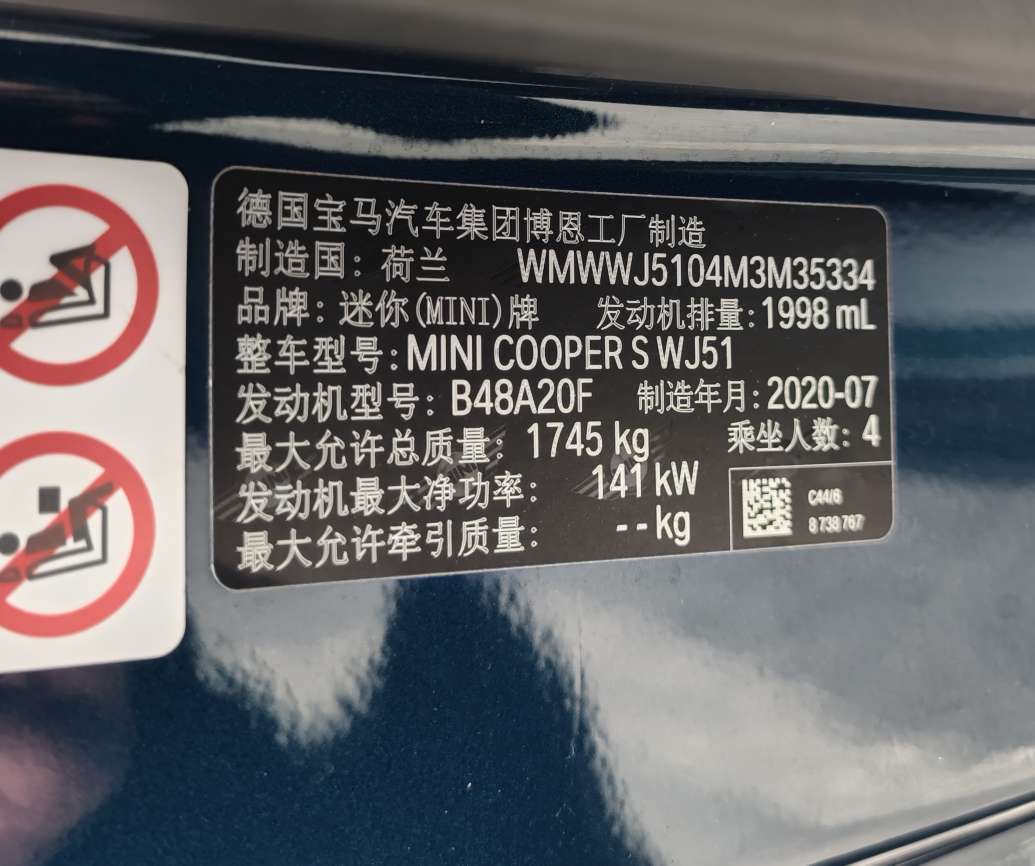 德国宝马汽车集团博恩工厂制造
制造国：荷兰 WMWWJ5104M3M35334
品牌：迷你(MINI)牌 发动机排量：1998 mL
整车型号：MINI COOPER S WJ51
发动机型号：B48A20F 制造年月：2020-07
最大允许总质量：1745 kg 乘坐人数：4
发动机最大净功率：141 kW
最大允许牵引质量：--kg
C44/6
8 738 767